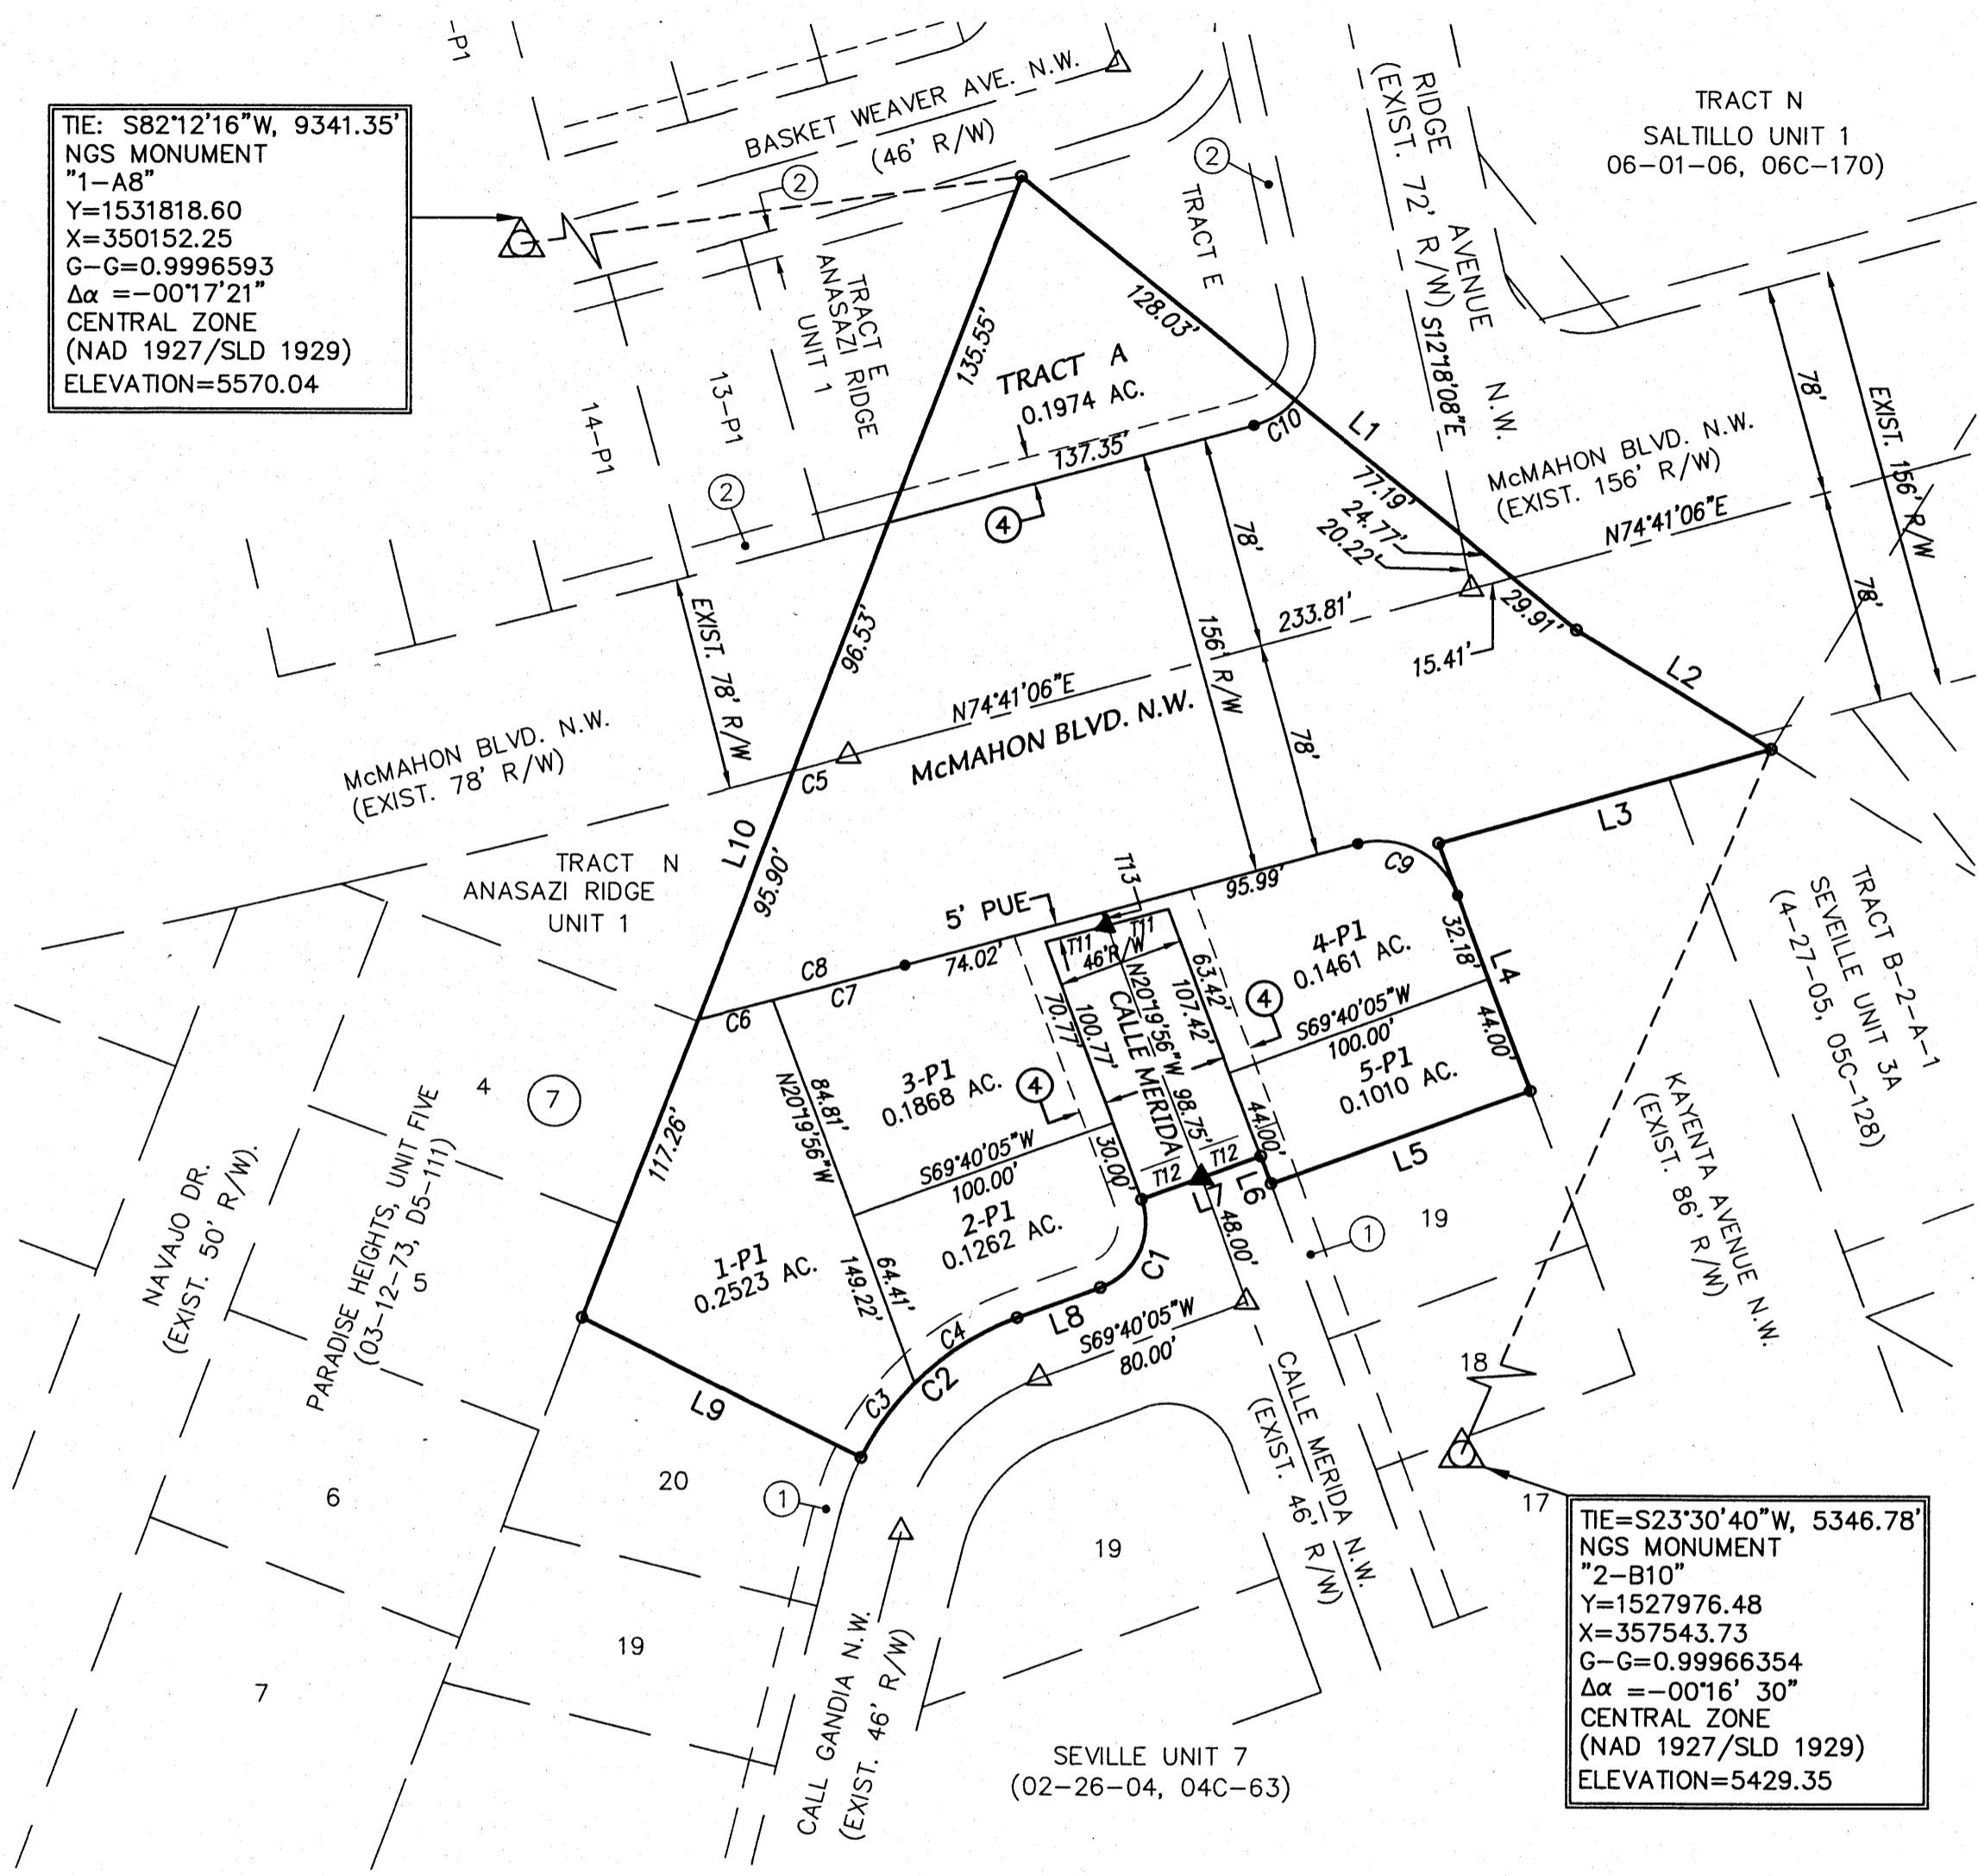 -P1
TIE: S82°12'16"W, 9341.35'
NGS MONUMENT
"1-A8"
Y=1531818.60
X=350152.25
G-G=0.9996593
Δα =-00°17'21"
CENTRAL ZONE
(NAD 1927/SLD 1929)
ELEVATION=5570.04
BASKET WEAVER AVE. N.W.
(46' R/W)
2
2
TRACT E
RIDGE AVENUE N.W.
(EXIST. 72' R/W)
S12°18'08"E
TRACT N
SALTILLO UNIT 1
06-01-06, 06C-170)
TRACT E
ANASAZI RIDGE
UNIT 1
13-P1
14-P1
135.55'
128.03'
TRACT A
0.1974 AC.
137.35'
C10
L1
77.19'
24.77'
20.22'
McMAHON BLVD. N.W.
(EXIST. 156' R/W)
N74°41'06"E
78'
78'
EXIST. 156' R/W
2
4
78'
156' R/W
78'
233.81'
29.91'
15.41'
L2
EXIST. 78' R/W
96.53'
N74°41'06"E
McMAHON BLVD. N.W.
McMAHON BLVD. N.W.
(EXIST. 78' R/W)
C5
L10
95.90'
TRACT N
ANASAZI RIDGE
UNIT 1
5' PUE
T13
95.99'
C9
L3
74.02'
C8
C7
C6
T11
T11
46'R/W
N20°19'56"W
98.75'
CALLE MERIDA
70.77'
100.77'
63.42'
107.42'
4
4-P1
0.1461 AC.
32.18'
L4
S69°40'05"W
100.00'
44.00'
5-P1
0.1010 AC.
44.00'
L5
L6
TRACT B-2-A-1
SEVEILLE UNIT 3A
(4-27-05, 05C-128)
KAYENTA AVENUE N.W.
(EXIST. 86' R/W)
4
7
3-P1
0.1868 AC.
4
84.81'
N20°19'56"W
S69°40'05"W
100.00'
30.00'
T12
T12
L7
48.00'
2-P1
0.1262 AC.
1-P1
0.2523 AC.
64.41'
149.22'
117.26'
C1
L8
C4
C2
C3
S69°40'05"W
80.00'
L9
1
19
NAVAJO DR.
(EXIST. 50' R/W).
PARADISE HEIGHTS, UNIT FIVE
(03-12-73, D5-111)
5
6
7
20
19
1
CALLE MERIDA N.W.
(EXIST. 46' R/W)
18
17
19
CALL GANDIA N.W.
(EXIST. 46' R/W)
SEVILLE UNIT 7
(02-26-04, 04C-63)
TIE=S23°30'40"W, 5346.78'
NGS MONUMENT
"2-B10"
Y=1527976.48
X=357543.73
G-G=0.99966354
Δα =-00°16' 30"
CENTRAL ZONE
(NAD 1927/SLD 1929)
ELEVATION=5429.35